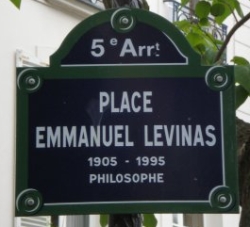 5e Arrt
PLACE
EMMANUEL LEVINAS
1905 - 1995
PHILOSOPHE